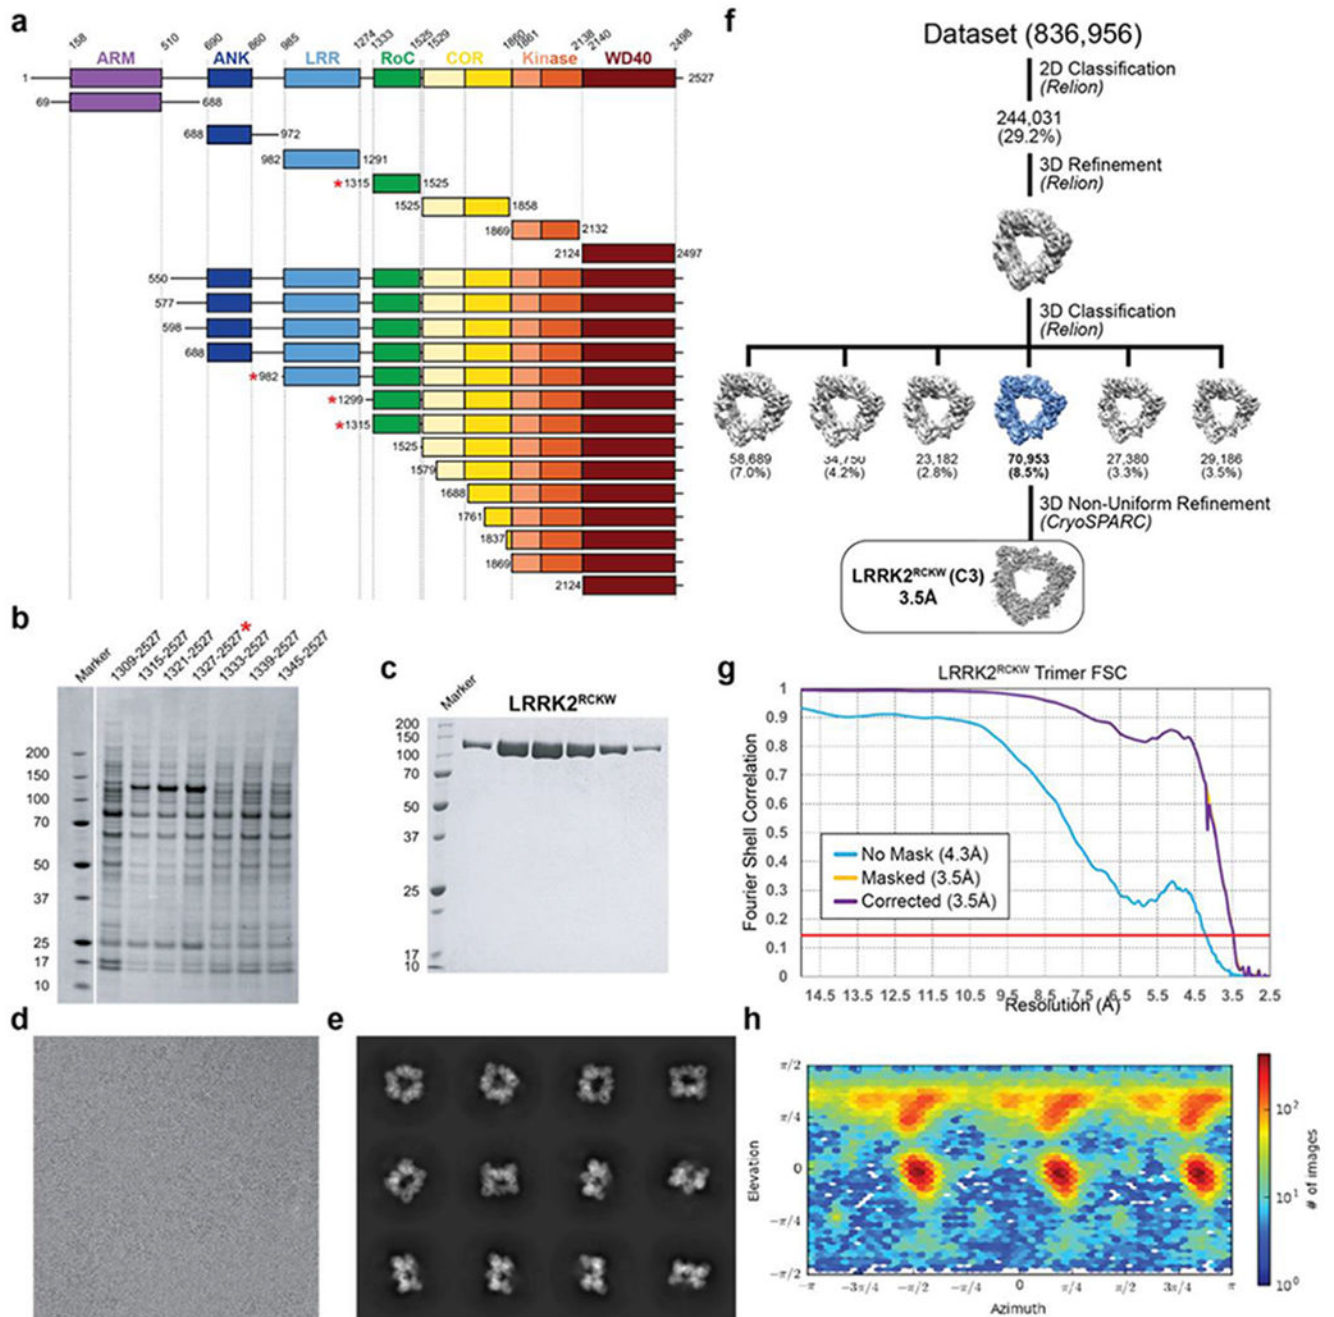 a
158 510 690 860 985 1274 1333 1525 1529 1860 1861 2138 2140 2498
ARM ANK LRR RoC COR Kinase WD40
1 2527
69 688
688 972
982 1291
*1315 1525
1525 1858
1869 2132
2124 2497
550
577
598
688
*982
*1299
*1315
1525
1579
1688
1761
1837
1869
2124
b
Marker
1309-2527
1315-2527
1321-2527
1327-2527*
1333-2527
1339-2527
1345-2527
200
150
100
70
50
37
25
17
10
c
Marker
LRRK2RCKW
200
150
100
70
50
37
25
17
10
d
e
f
Dataset (836,956)
2D Classification
(Relion)
244,031
(29.2%)
3D Refinement
(Relion)
3D Classification
(Relion)
58,689 34,750 23,182 70,953 27,380 29,186
(7.0%) (4.2%) (2.8%) (8.5%) (3.3%) (3.5%)
3D Non-Uniform Refinement
(CryoSPARC)
LRRK2RCKW (C3)
3.5Å
g
LRRK2RCKW Trimer FSC
Fourier Shell Correlation
1
0.9
0.8
0.7
0.6
0.5
0.4
0.3
0.2
0.1
0
No Mask (4.3Å)
Masked (3.5Å)
Corrected (3.5Å)
14.5 13.5 12.5 11.5 10.5 9.5 8.5 7.5 6.5 5.5 4.5 3.5 2.5
Resolution (Å)
h
Elevation
π/2
π/4
0
−π/4
−π/2
−π −3π/4 −π/2 −π/4 0 π/4 π/2 3π/4 π
Azimuth
10²
10¹
10⁰
# of images